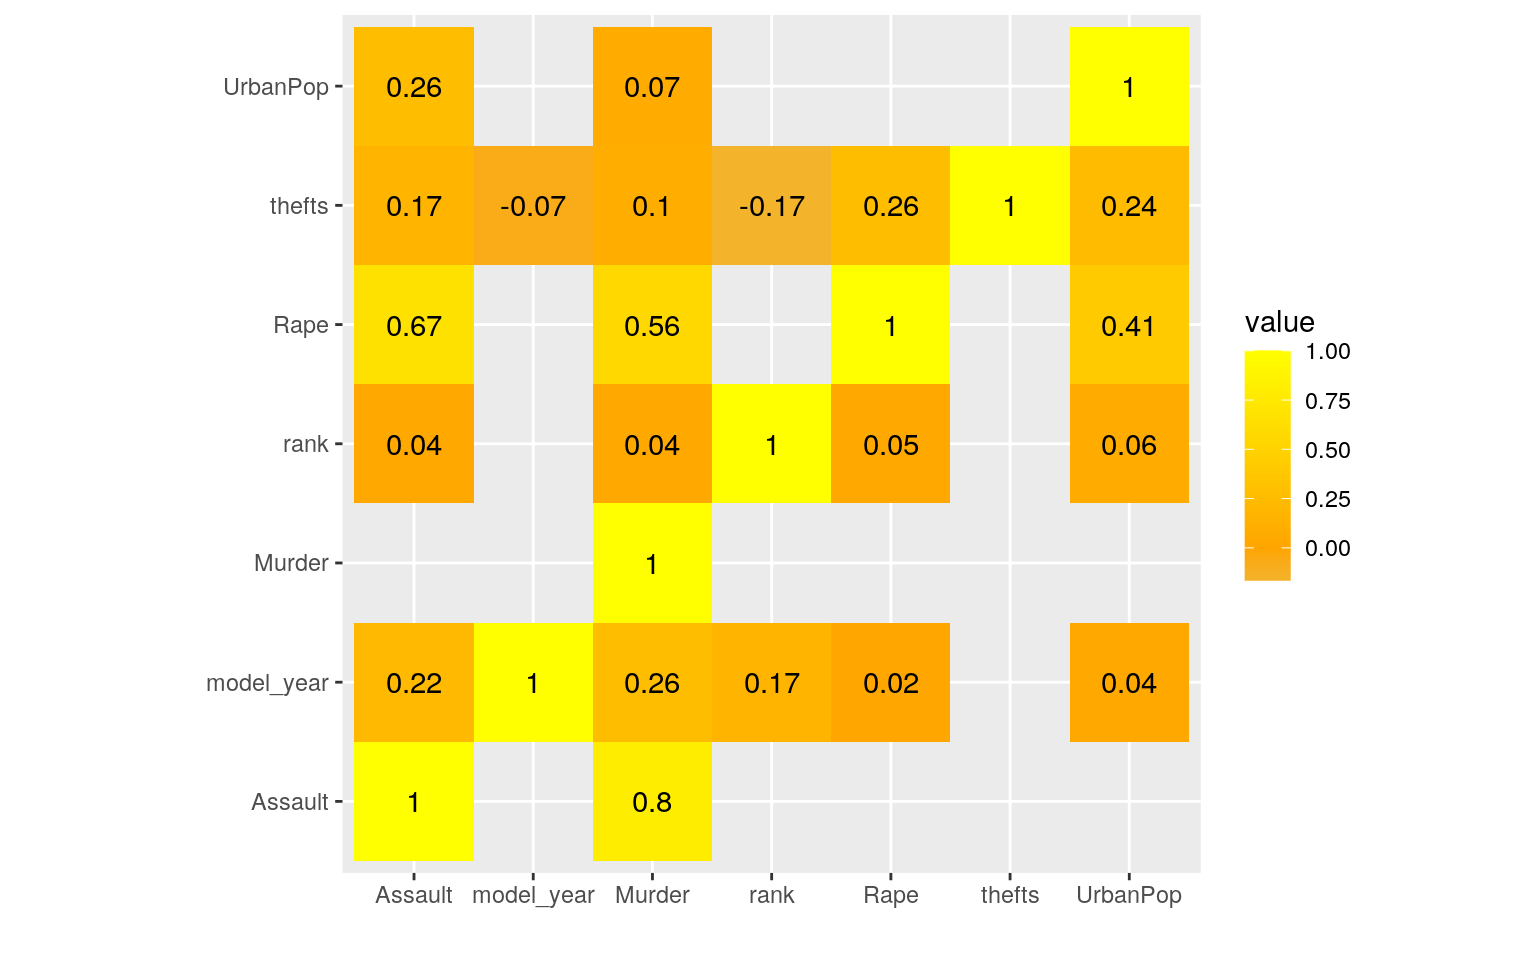 UrbanPop 0.26 0.07 1
thefts 0.17 -0.07 0.1 -0.17 0.26 1 0.24
Rape 0.67 0.56 1 0.41
rank 0.04 0.04 1 0.05 0.06
Murder 1
model_year 0.22 1 0.26 0.17 0.02 0.04
Assault 1 0.8
Assault model_year Murder rank Rape thefts UrbanPop
value
1.00
0.75
0.50
0.25
0.00